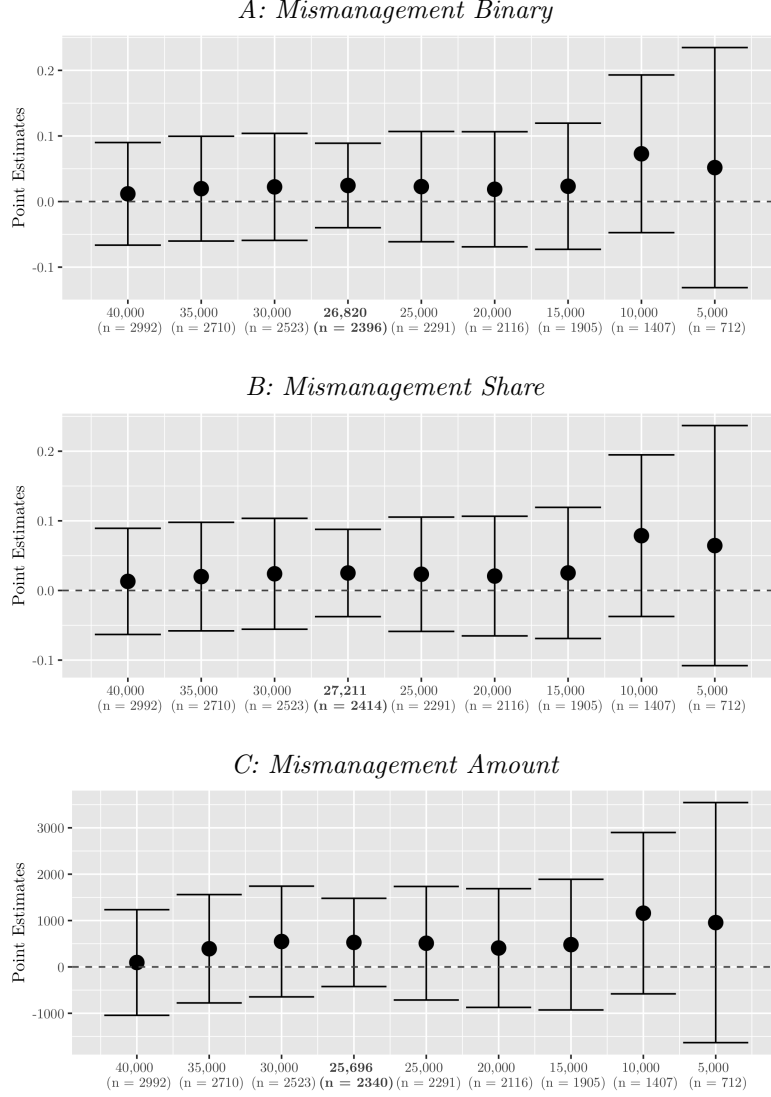 A: Mismanagement Binary
Point Estimates
0.2
0.1
0.0
-0.1
40,000 35,000 30,000 26,820 25,000 20,000 15,000 10,000 5,000
(n = 2992) (n = 2710) (n = 2523) (n = 2396) (n = 2291) (n = 2116) (n = 1905) (n = 1407) (n = 712)
B: Mismanagement Share
Point Estimates
0.2
0.1
0.0
-0.1
40,000 35,000 30,000 27,211 25,000 20,000 15,000 10,000 5,000
(n = 2992) (n = 2710) (n = 2523) (n = 2414) (n = 2291) (n = 2116) (n = 1905) (n = 1407) (n = 712)
C: Mismanagement Amount
Point Estimates
3000
2000
1000
0
-1000
40,000 35,000 30,000 25,696 25,000 20,000 15,000 10,000 5,000
(n = 2992) (n = 2710) (n = 2523) (n = 2340) (n = 2291) (n = 2116) (n = 1905) (n = 1407) (n = 712)